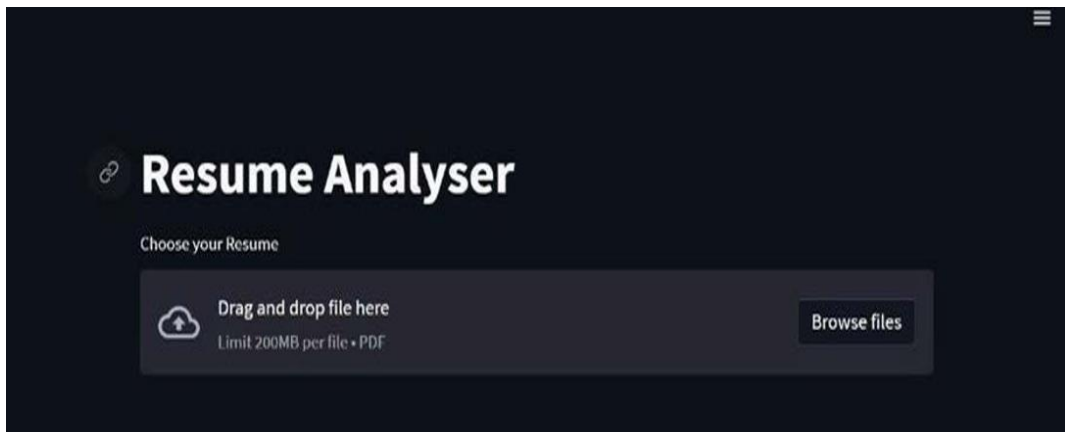 Resume Analyser
Choose your Resume
Drag and drop file here
Limit 200MB per file • PDF
Browse files